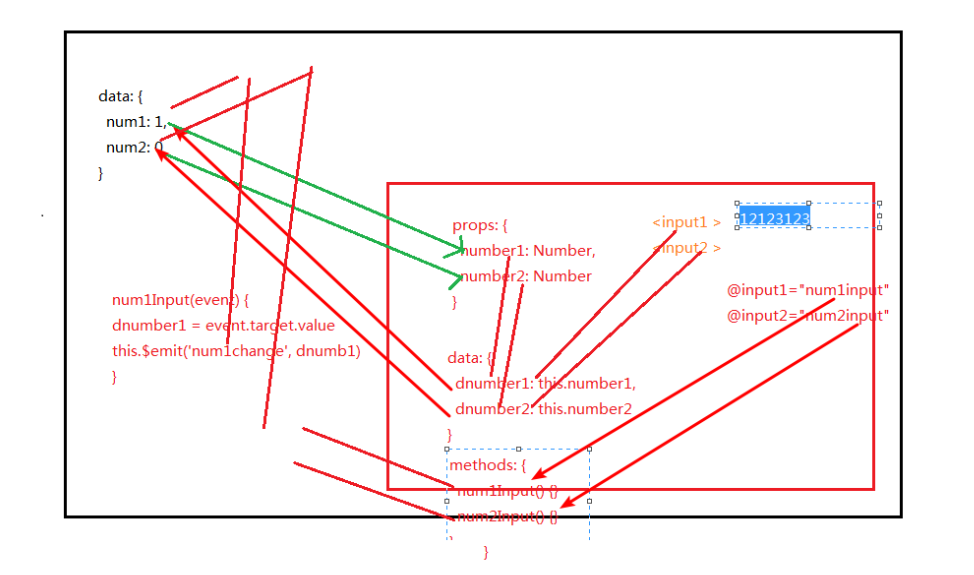 data: {
num1: 1,
num2: 0,
}
num1Input(event) {
dnumber1 = event.target.value
this.$emit('num1change', dnumb1)
}
props: {
number1: Number,
number2: Number
}
<input1 >
<input2 >
12123123
@input1="num1input"
@input2="num2input"
data: {
dnumber1: this.number1,
dnumber2: this.number2
}
methods: {
num1Input() {}
num2Input() {}
}